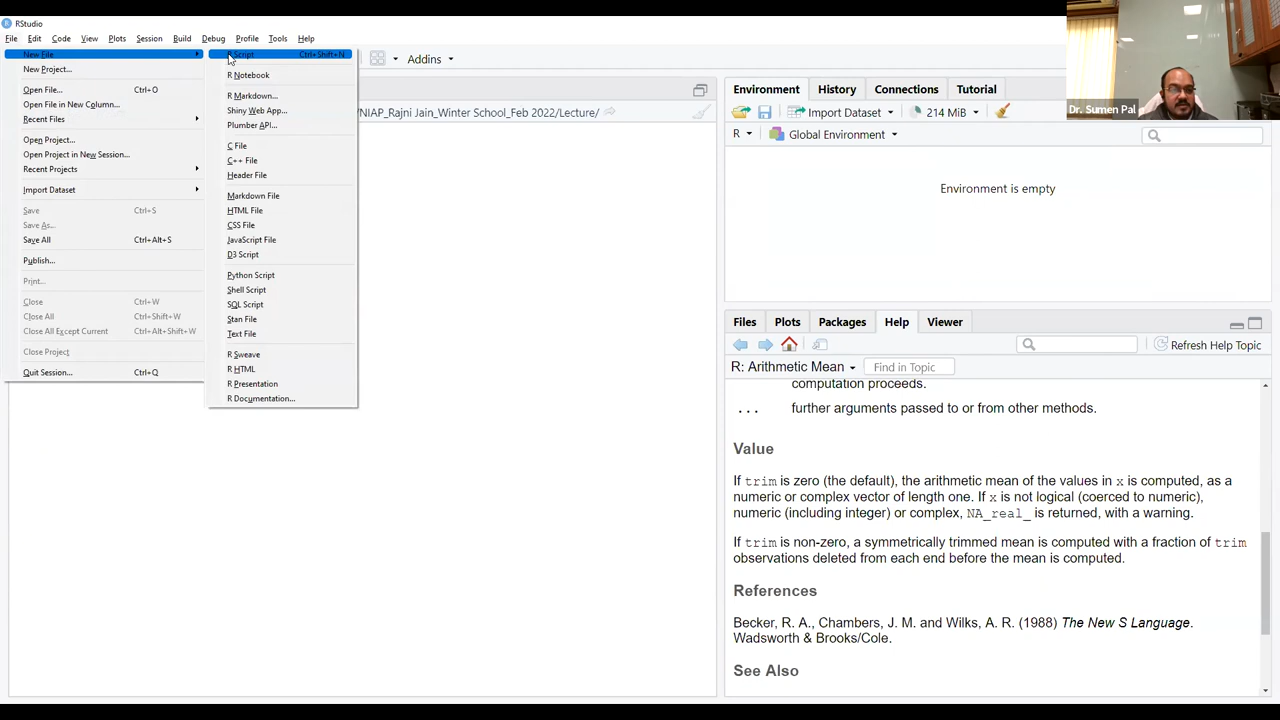 RStudio
File Edit Code View Plots Session Build Debug Profile Tools Help
New File
New Project...
Open File... Ctrl+O
Open File in New Column...
Recent Files
Open Project...
Open Project in New Session...
Recent Projects
Import Dataset
Save Ctrl+S
Save As...
Save All Ctrl+Alt+S
Publish...
Print...
Close Ctrl+W
Close All Ctrl+Shift+W
Close All Except Current Ctrl+Alt+Shift+W
Close Project
Quit Session... Ctrl+Q
R Script Ctrl+Shift+N
R Notebook
R Markdown...
Shiny Web App...
Plumber API...
C File
C++ File
Header File
Markdown File
HTML File
CSS File
JavaScript File
D3 Script
Python Script
Shell Script
SQL Script
Stan File
Text File
R Sweave
R HTML
R Presentation
R Documentation...
Addins
/NIAP_Rajni Jain_Winter School_Feb 2022/Lecture/
Environment History Connections Tutorial
Import Dataset 214 MiB
R Global Environment
Environment is empty
Dr. Sumen Pal
Files Plots Packages Help Viewer
Refresh Help Topic
R: Arithmetic Mean Find in Topic
computation proceeds.
... further arguments passed to or from other methods.
Value
If trim is zero (the default), the arithmetic mean of the values in x is computed, as a
numeric or complex vector of length one. If x is not logical (coerced to numeric),
numeric (including integer) or complex, NA_real_ is returned, with a warning.
If trim is non-zero, a symmetrically trimmed mean is computed with a fraction of trim
observations deleted from each end before the mean is computed.
References
Becker, R. A., Chambers, J. M. and Wilks, A. R. (1988) The New S Language.
Wadsworth & Brooks/Cole.
See Also